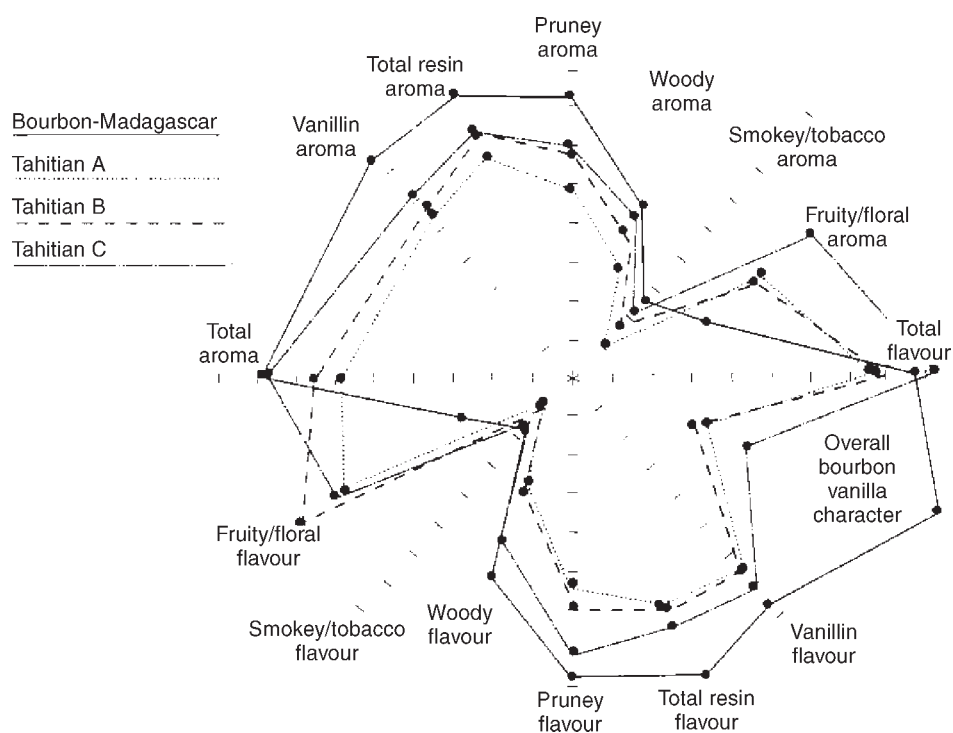 Pruney
aroma
Total resin
aroma
Woody
aroma
Bourbon-Madagascar
Vanillin
aroma
Smokey/tobacco
aroma
Tahitian A
Tahitian B
Fruity/floral
aroma
Tahitian C
Total
aroma
Total
flavour
Overall
bourbon
vanilla
character
Fruity/floral
flavour
Smokey/tobacco
flavour
Woody
flavour
Vanillin
flavour
Pruney
flavour
Total resin
flavour